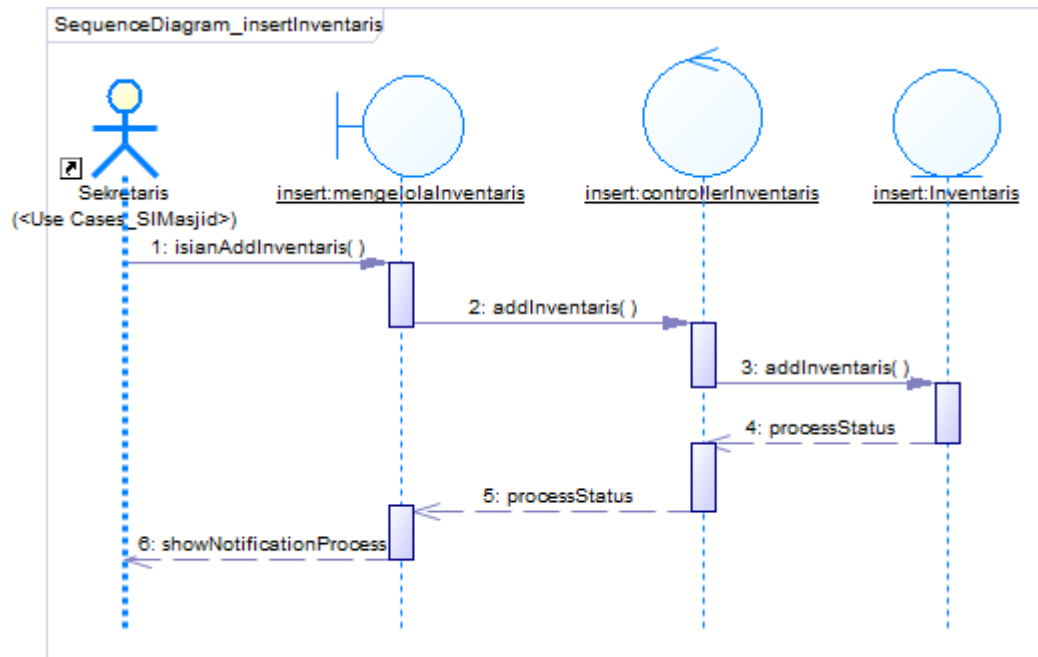 SequenceDiagram_insertInventaris
Sekretaris
(<Use Cases_SIMasjid>)
insert:mengelolaInventaris
insert:controllerInventaris
insert:Inventaris
1: isianAddInventaris( )
2: addInventaris( )
3: addInventaris( )
4: processStatus
5: processStatus
6: showNotificationProcess